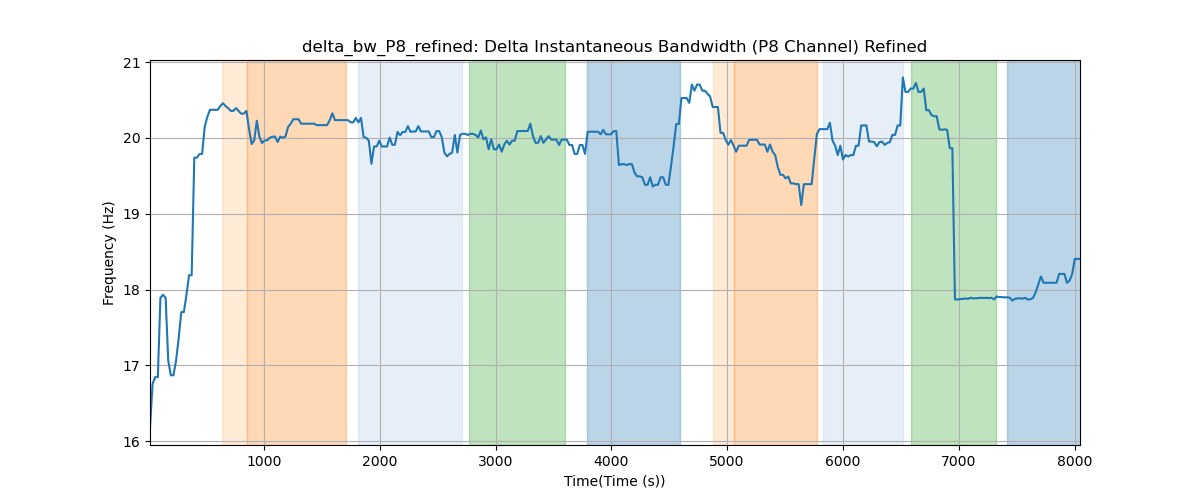 delta_bw_P8_refined: Delta Instantaneous Bandwidth (P8 Channel) Refined
21
20
19
18
17
16
Frequency (Hz)
1000 2000 3000 4000 5000 6000 7000 8000
Time(Time (s))